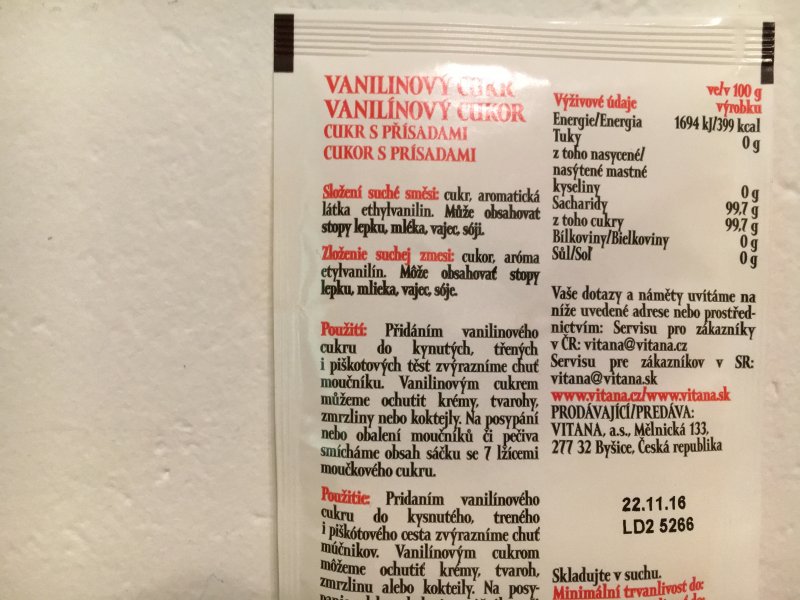 VANILINOVÝ CUKR
VANILÍNOVÝ CUKOR
CUKR S PŘÍSADAMI
CUKOR S PRÍSADAMI
Složení suché směsi: cukr, aromatická
látka ethylvanilin. Může obsahovat
stopy lepku, mléka, vajec, sóji.
Zloženie suchej zmesi: cukor, aróma
etylvanilín. Môže obsahovať stopy
lepku, mlieka, vajec, sóje.
Použití: Přidáním vanilinového
cukru do kynutých, třených
i piškotových těst zvýrazníme chuť
moučníku. Vanilinovým cukrem
můžeme ochutit krémy, tvarohy,
zmrzliny nebo koktejly. Na posypání
nebo obalení moučníků či pečiva
smícháme obsah sáčku se 7 lžícemi
moučkového cukru.
Použitie: Pridaním vanilínového
cukru do kysnutého, treného
i piškótového cesta zvýrazníme chuť
múčnikov. Vanilínovým cukrom
môžeme ochutiť krémy, tvaroh,
zmrzlinu alebo kokteily. Na posy-
Výživové údaje
ve/v 100 g
výrobku
Energie/Energia 1694 kJ/399 kcal
Tuky 0 g
z toho nasycené/
nasýtené mastné
kyseliny 0 g
Sacharidy 99,7 g
z toho cukry 99,7 g
Bílkoviny/Bielkoviny 0 g
Sůl/Soľ 0 g
Vaše dotazy a náměty uvítáme na
níže uvedené adrese nebo prostřed-
nictvím: Servisu pro zákazníky
v ČR: vitana@vitana.cz
Servisu pre zákazníkov v SR:
vitana@vitana.sk
www.vitana.cz/www.vitana.sk
PRODÁVAJÍCÍ/PREDÁVA:
VITANA, a.s., Mělnická 133,
277 32 Byšice, Česká republika
22.11.16
LD2 5266
Skladujte v suchu.
Minimální trvanlivost do: